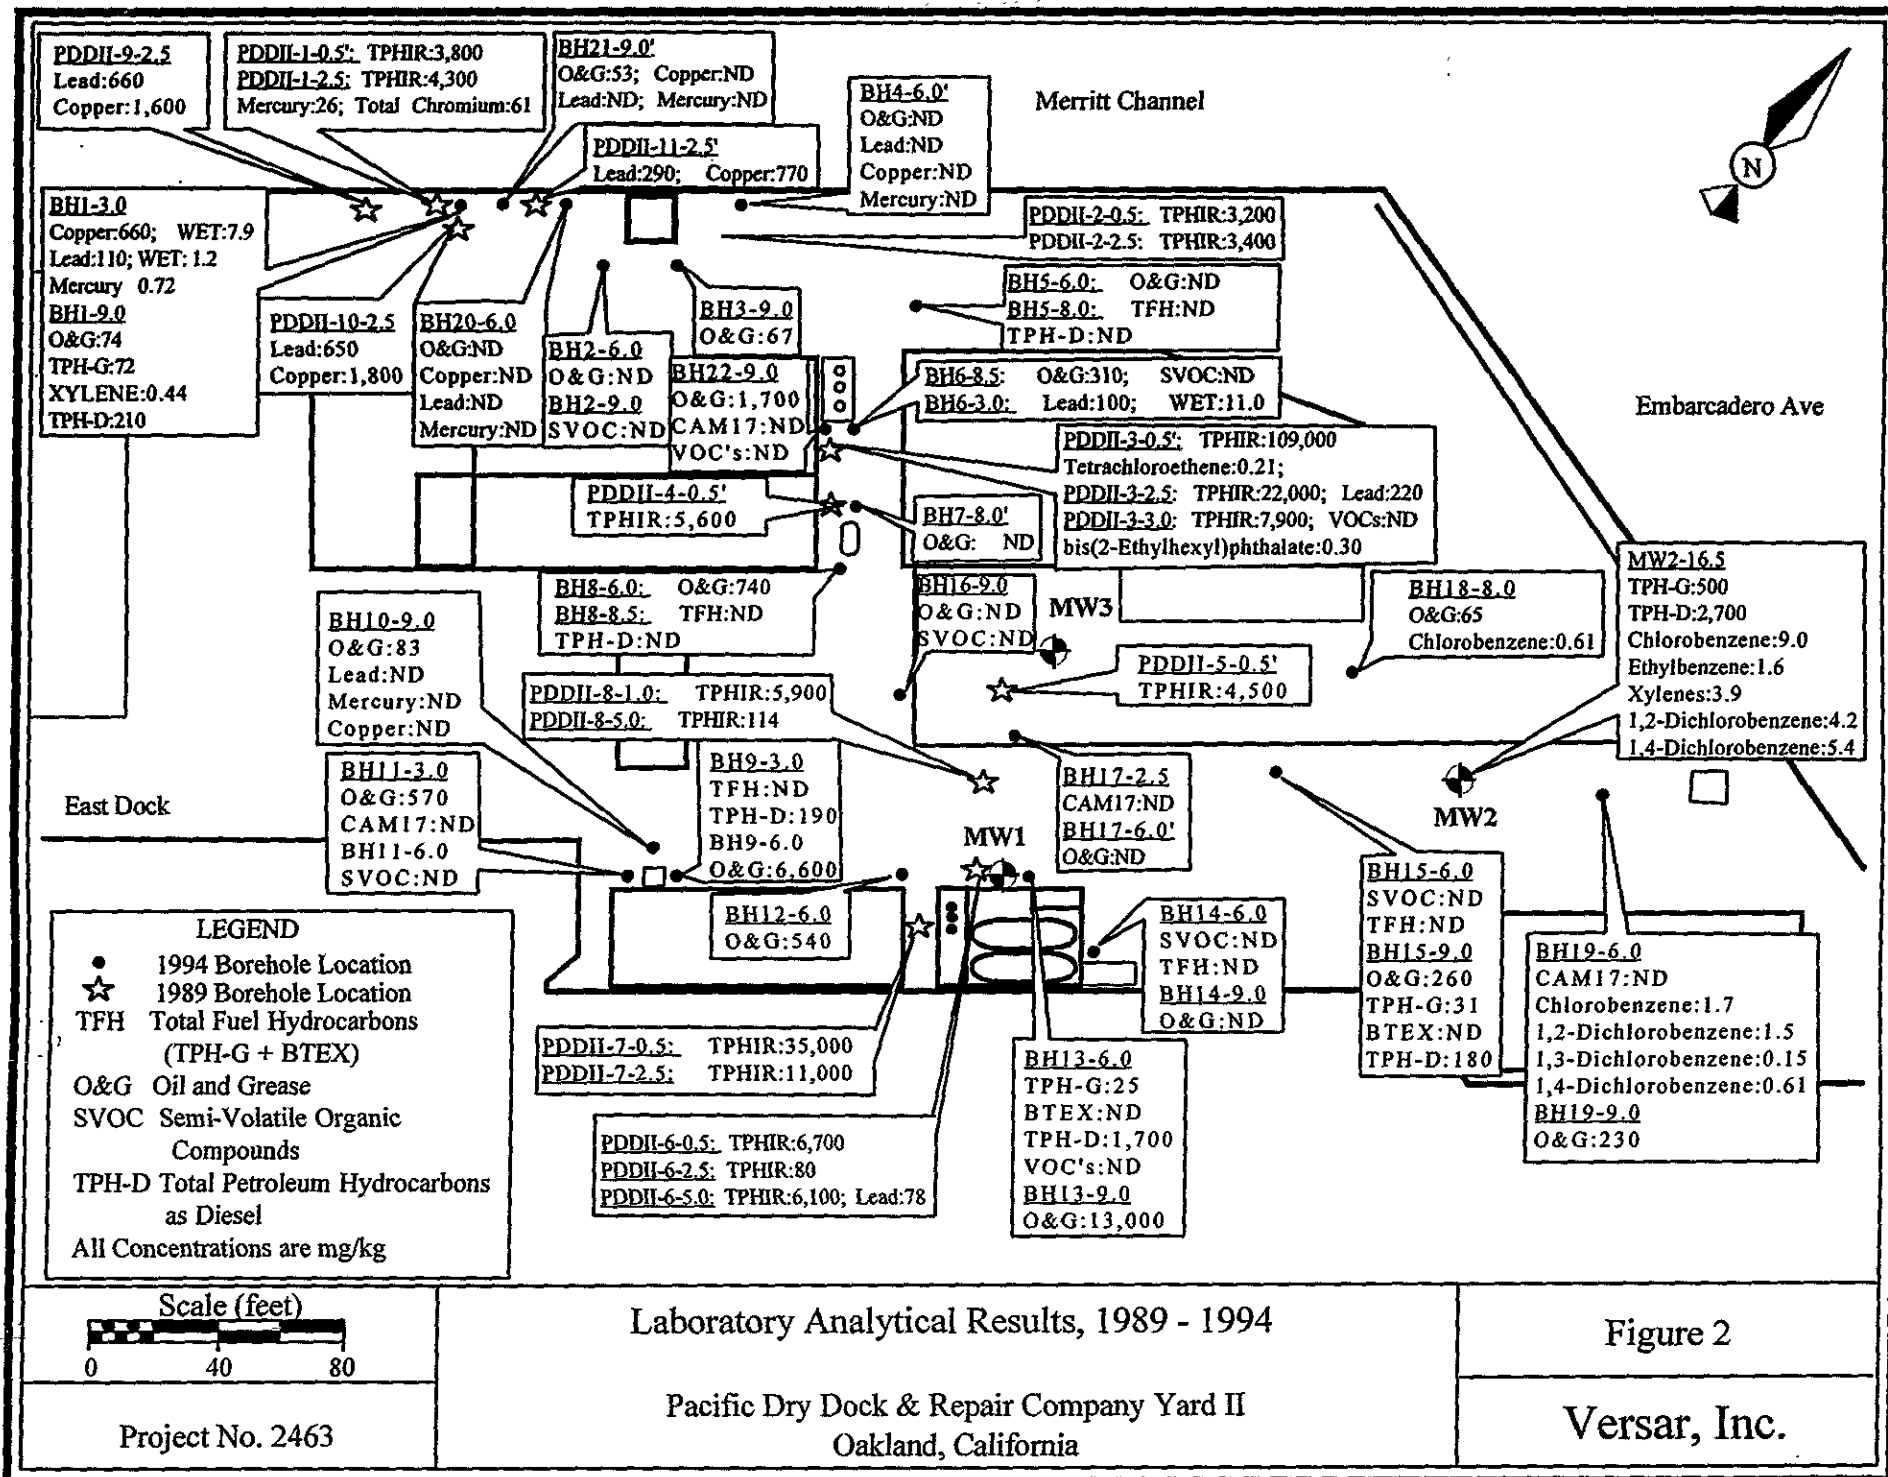 PDDII-9-2.5
Lead:660
Copper:1,600
PDDII-1-0.5': TPHIR:3,800
PDDII-1-2.5: TPHIR:4,300
Mercury:26; Total Chromium:61
BH21-9.0'
O&G:53; Copper:ND
Lead:ND; Mercury:ND
PDDII-11-2.5'
Lead:290; Copper:770
BH4-6.0'
O&G:ND
Lead:ND
Copper:ND
Mercury:ND
Merritt Channel
N
BH1-3.0
Copper:660; WET:7.9
Lead:110; WET: 1.2
Mercury 0.72
BH1-9.0
O&G:74
TPH-G:72
XYLENE:0.44
TPH-D:210
PDDII-2-0.5: TPHIR:3,200
PDDII-2-2.5: TPHIR:3,400
PDDII-10-2.5
Lead:650
Copper:1,800
BH20-6.0
O&G:ND
Copper:ND
Lead:ND
Mercury:ND
BH2-6.0
O&G:ND
BH2-9.0
SVOC:ND
BH3-9.0
O&G:67
BH22-9.0
O&G:1,700
CAM17:ND
VOC's:ND
BH5-6.0: O&G:ND
BH5-8.0: TFH:ND
TPH-D:ND
BH6-8.5: O&G:310; SVOC:ND
BH6-3.0: Lead:100; WET:11.0
Embarcadero Ave
PDDII-3-0.5': TPHIR:109,000
Tetrachloroethene:0.21;
PDDII-3-2.5: TPHIR:22,000; Lead:220
PDDII-3-3.0: TPHIR:7,900; VOCs:ND
bis(2-Ethylhexyl)phthalate:0.30
PDDII-4-0.5'
TPHIR:5,600
BH7-8.0'
O&G: ND
BH8-6.0: O&G:740
BH8-8.5: TFH:ND
TPH-D:ND
BH16-9.0
O&G:ND
SVOC:ND
MW3
BH18-8.0
O&G:65
Chlorobenzene:0.61
MW2-16.5
TPH-G:500
TPH-D:2,700
Chlorobenzene:9.0
Ethylbenzene:1.6
Xylenes:3.9
1,2-Dichlorobenzene:4.2
1,4-Dichlorobenzene:5.4
BH10-9.0
O&G:83
Lead:ND
Mercury:ND
Copper:ND
PDDII-8-1.0: TPHIR:5,900
PDDII-8-5.0: TPHIR:114
PDDII-5-0.5'
TPHIR:4,500
East Dock
BH11-3.0
O&G:570
CAM17:ND
BH11-6.0
SVOC:ND
BH9-3.0
TFH:ND
TPH-D:190
BH9-6.0
O&G:6,600
MW1
BH17-2.5
CAM17:ND
BH17-6.0'
O&G:ND
MW2
BH12-6.0
O&G:540
BH14-6.0
SVOC:ND
TFH:ND
BH14-9.0
O&G:ND
BH15-6.0
SVOC:ND
TFH:ND
BH15-9.0
O&G:260
TPH-G:31
BTEX:ND
TPH-D:180
BH19-6.0
CAM17:ND
Chlorobenzene:1.7
1,2-Dichlorobenzene:1.5
1,3-Dichlorobenzene:0.15
1,4-Dichlorobenzene:0.61
BH19-9.0
O&G:230
PDDII-7-0.5: TPHIR:35,000
PDDII-7-2.5: TPHIR:11,000
PDDII-6-0.5: TPHIR:6,700
PDDII-6-2.5: TPHIR:80
PDDII-6-5.0: TPHIR:6,100; Lead:78
BH13-6.0
TPH-G:25
BTEX:ND
TPH-D:1,700
VOC's:ND
BH13-9.0
O&G:13,000
LEGEND
1994 Borehole Location
1989 Borehole Location
TFH Total Fuel Hydrocarbons
(TPH-G + BTEX)
O&G Oil and Grease
SVOC Semi-Volatile Organic
Compounds
TPH-D Total Petroleum Hydrocarbons
as Diesel
All Concentrations are mg/kg
Scale (feet)
0 40 80
Project No. 2463
Laboratory Analytical Results, 1989 - 1994
Pacific Dry Dock & Repair Company Yard II
Oakland, California
Figure 2
Versar, Inc.